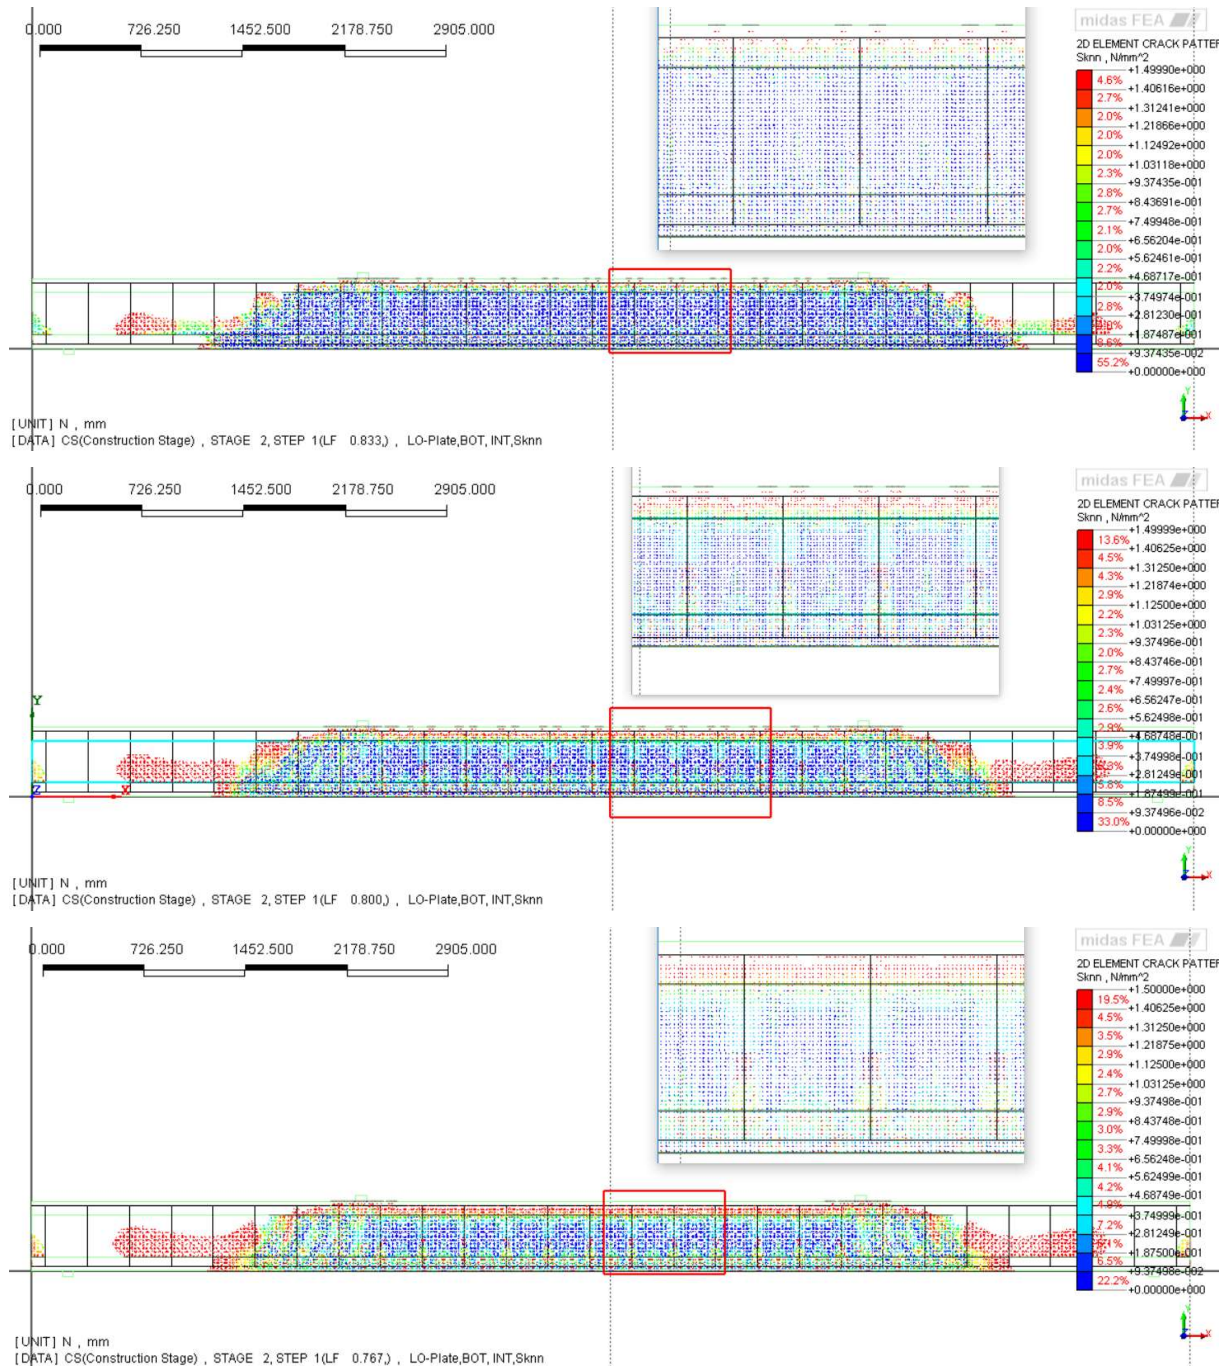 0.000 726.250 1452.500 2178.750 2905.000
midas FEA
2D ELEMENT CRACK PATTER
Sknn , N/mm^2
+1.49990e+000
4.6%
+1.40616e+000
2.7%
+1.31241e+000
2.0%
+1.21866e+000
2.0%
+1.12492e+000
2.0%
+1.03118e+000
2.3%
+9.37435e-001
2.8%
+8.43691e-001
2.7%
+7.49948e-001
2.1%
+6.56204e-001
2.0%
+5.62461e-001
2.2%
+4.68717e-001
2.0%
+3.74974e-001
2.8%
+2.81230e-001
+1.87487e-001
8.6%
+9.37435e-002
55.2%
+0.00000e+000
Y
X
[UNIT] N , mm
[DATA] CS(Construction Stage) , STAGE 2, STEP 1(LF 0.833,) , LO-Plate,BOT, INT,Sknn
0.000 726.250 1452.500 2178.750 2905.000
midas FEA
2D ELEMENT CRACK PATTER
Sknn , N/mm^2
+1.49999e+000
13.6%
+1.40625e+000
4.5%
+1.31250e+000
4.3%
+1.21874e+000
2.9%
+1.12500e+000
2.2%
+1.03125e+000
2.3%
+9.37496e-001
2.0%
+8.43746e-001
2.7%
+7.49997e-001
2.4%
+6.56247e-001
2.6%
+5.62498e-001
2.9%
+4.68748e-001
3.9%
+3.74998e-001
+2.81249e-001
5.6%
+1.87499e-001
8.5%
+9.37496e-002
33.0%
+0.00000e+000
Y
Z X
Y
X
[UNIT] N , mm
[DATA] CS(Construction Stage) , STAGE 2, STEP 1(LF 0.800,) , LO-Plate,BOT, INT,Sknn
0.000 726.250 1452.500 2178.750 2905.000
midas FEA
2D ELEMENT CRACK PATTER
Sknn , N/mm^2
+1.50000e+000
19.5%
+1.40625e+000
4.5%
+1.31250e+000
3.5%
+1.21875e+000
2.9%
+1.12500e+000
2.4%
+1.03125e+000
2.7%
+9.37498e-001
2.9%
+8.43748e-001
3.0%
+7.49998e-001
3.3%
+6.56248e-001
4.1%
+5.62499e-001
4.2%
+4.68749e-001
4.9%
+3.74999e-001
7.2%
+2.81249e-001
+1.87500e-001
6.5%
+9.37498e-002
22.2%
+0.00000e+000
Y
X
[UNIT] N , mm
[DATA] CS(Construction Stage) , STAGE 2, STEP 1(LF 0.767,) , LO-Plate,BOT, INT,Sknn